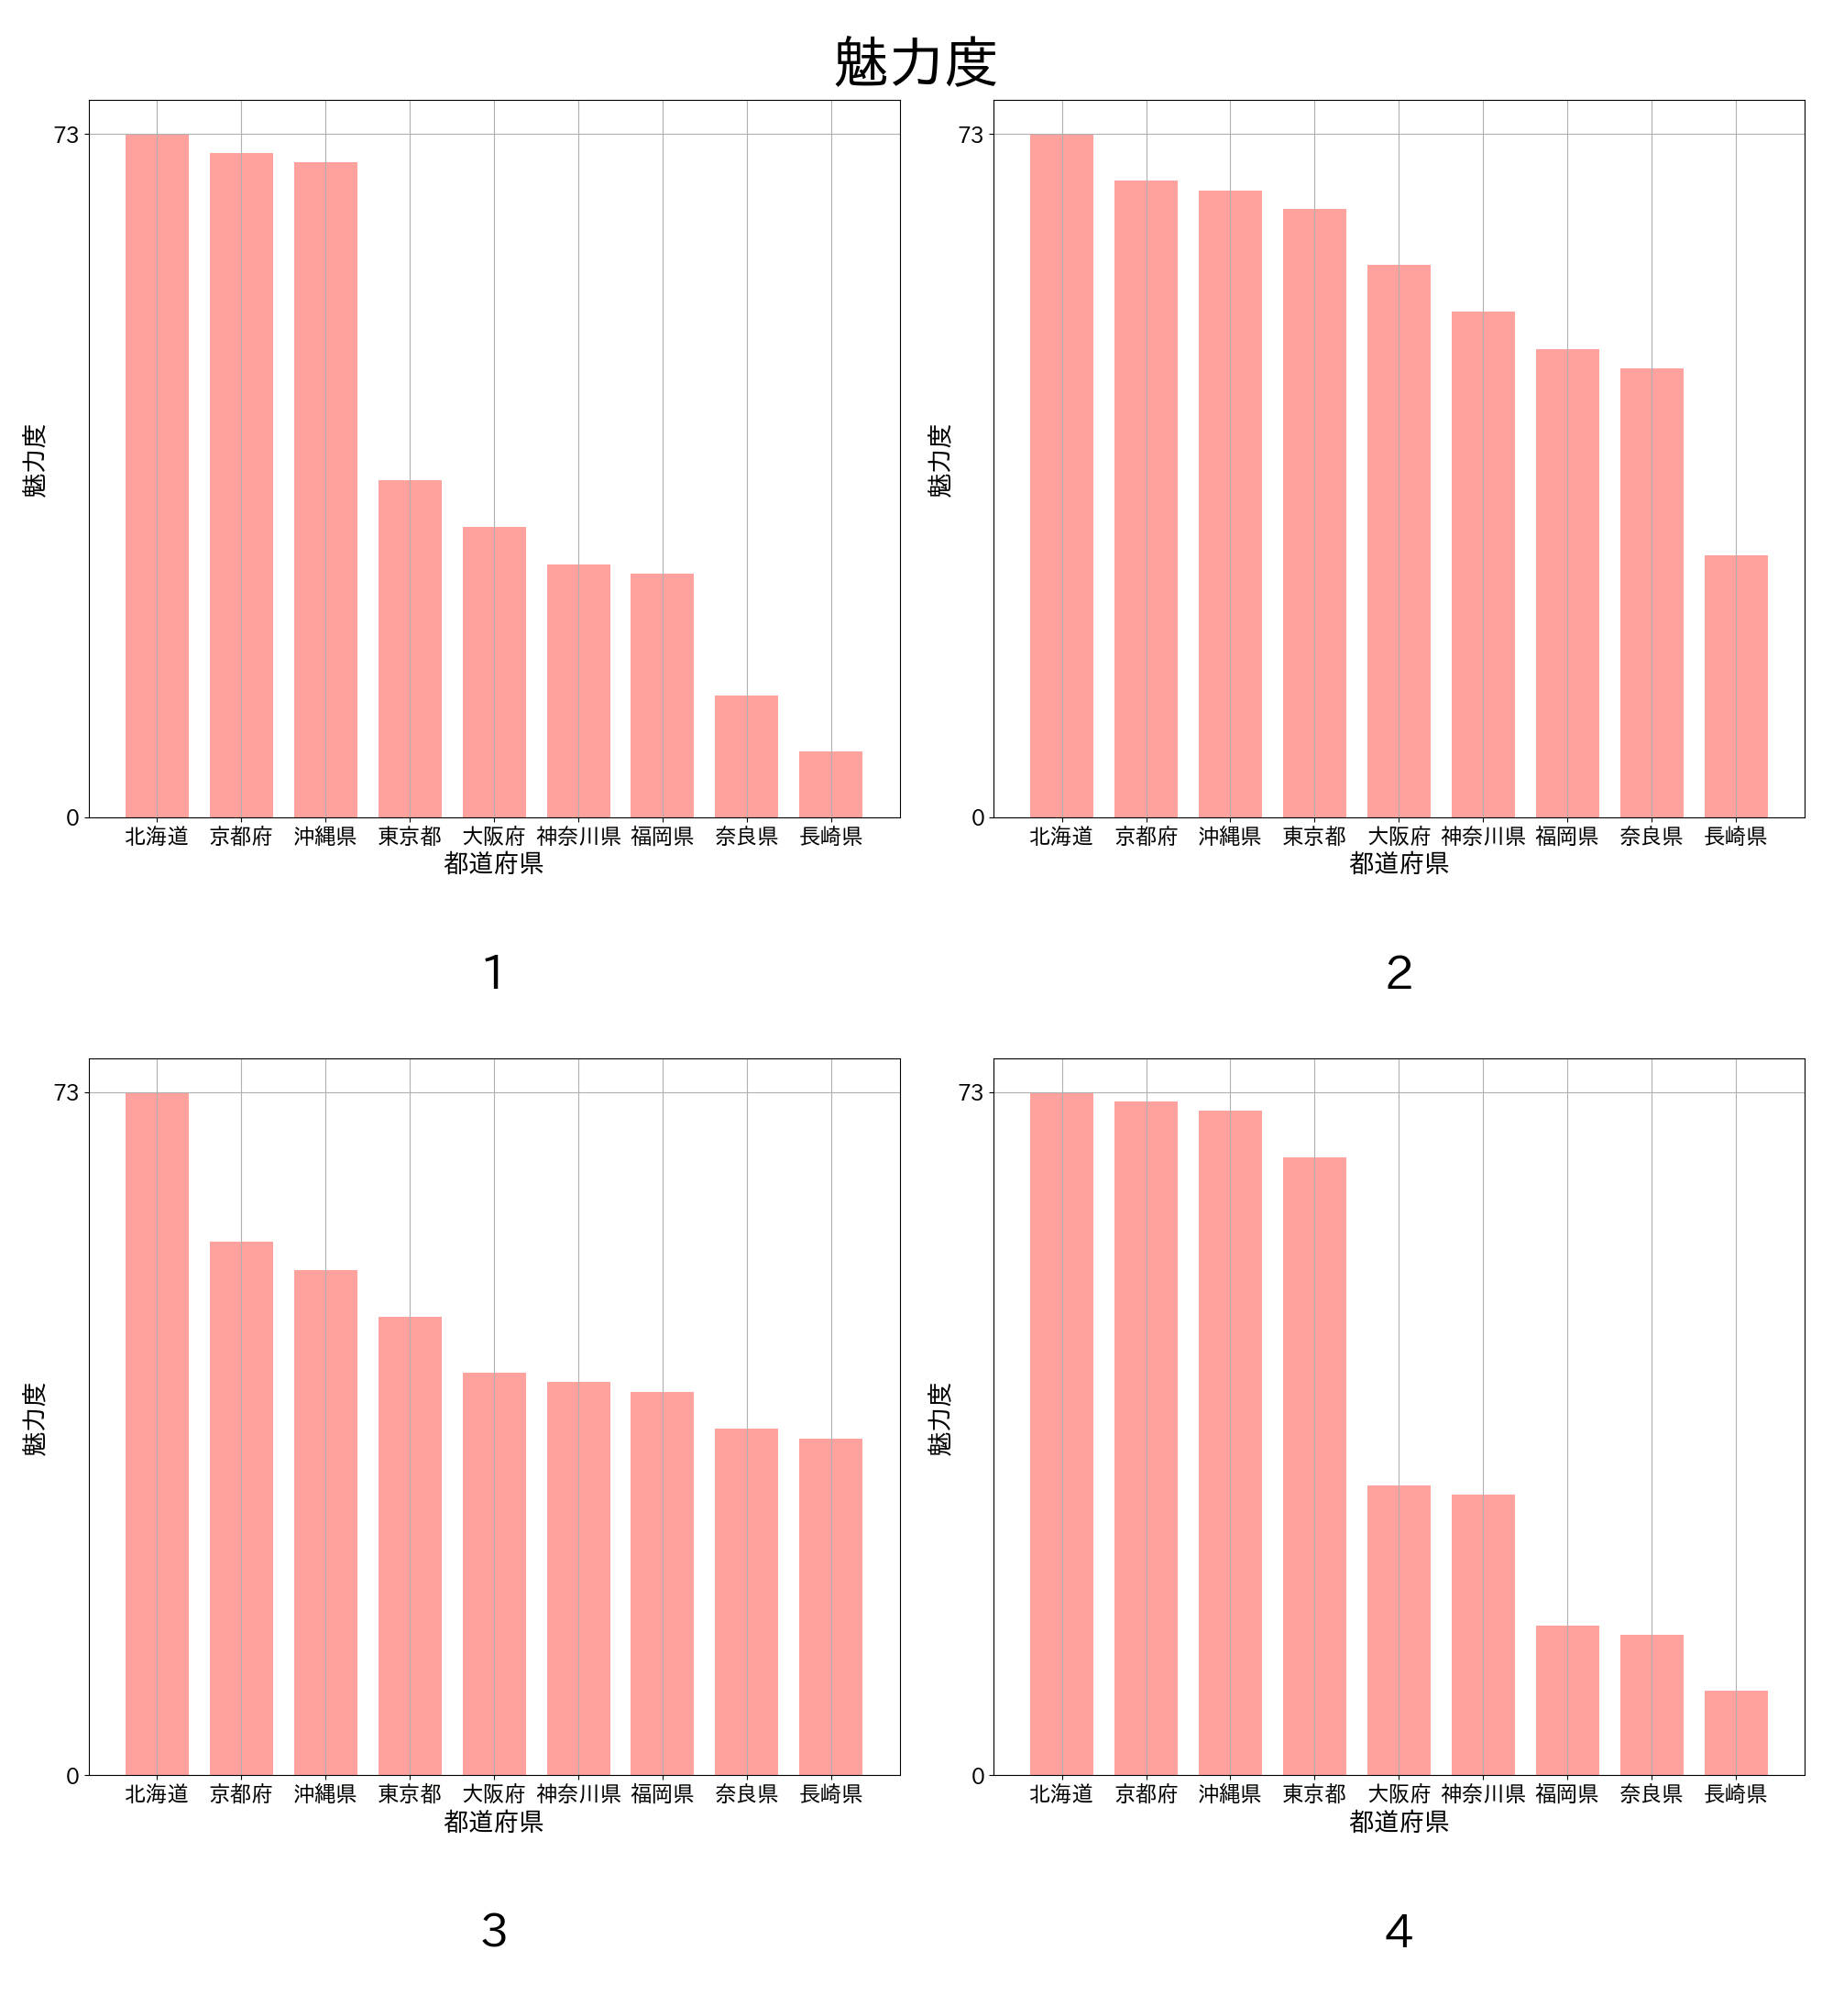 魅力度
73
0
魅力度
北海道 京都府 沖縄県 東京都 大阪府 神奈川県 福岡県 奈良県 長崎県
都道府県
1
73
0
魅力度
北海道 京都府 沖縄県 東京都 大阪府 神奈川県 福岡県 奈良県 長崎県
都道府県
2
73
0
魅力度
北海道 京都府 沖縄県 東京都 大阪府 神奈川県 福岡県 奈良県 長崎県
都道府県
3
73
0
魅力度
北海道 京都府 沖縄県 東京都 大阪府 神奈川県 福岡県 奈良県 長崎県
都道府県
4